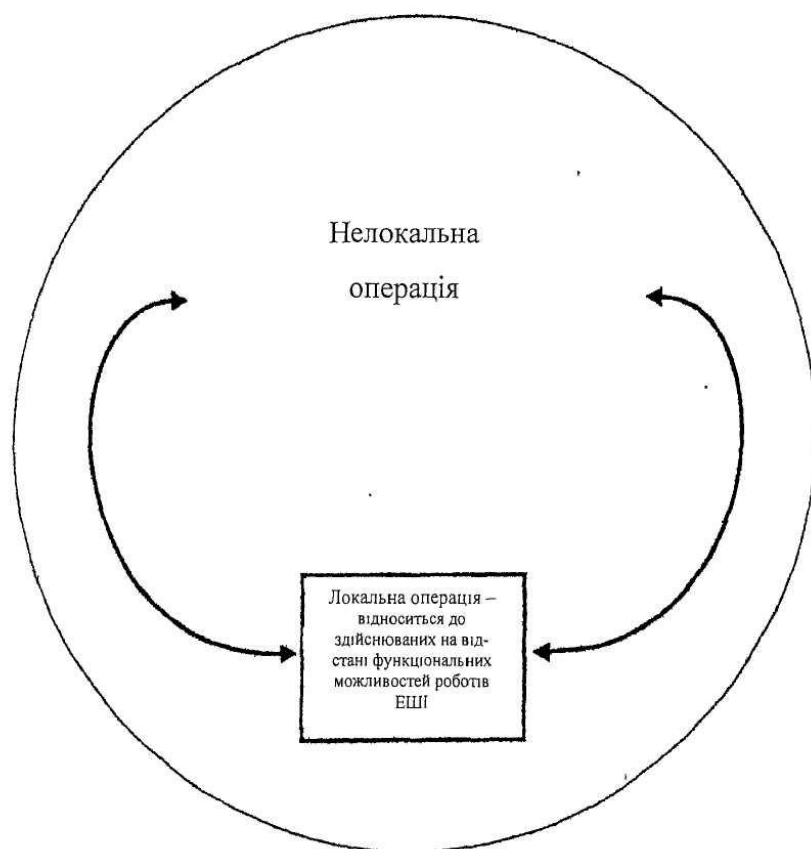 Нелокальна
операція
Локальна операція –
відноситься до
здійснюваних на від-
стані функціональних
можливостей роботів
ЕШІ